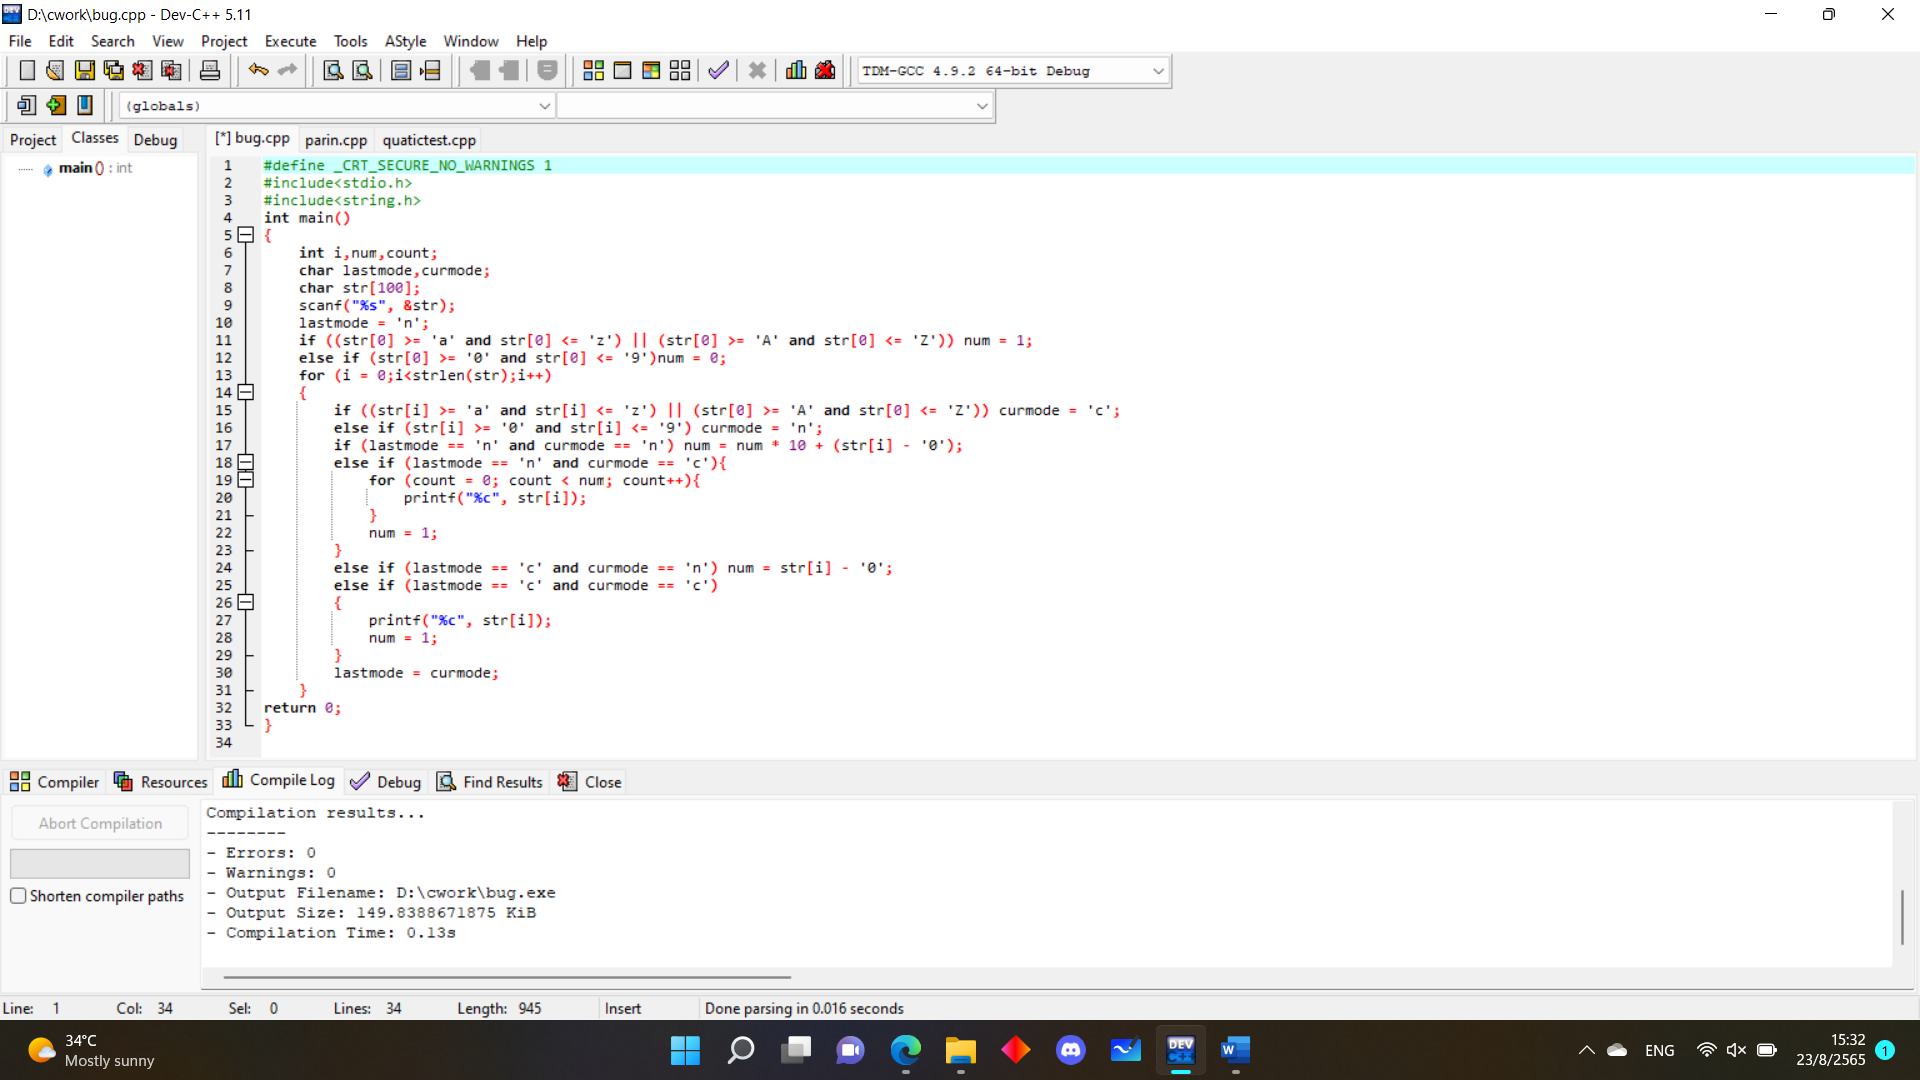 D:\cwork\bug.cpp - Dev-C++ 5.11
File Edit Search View Project Execute Tools AStyle Window Help
TDM-GCC 4.9.2 64-bit Debug
(globals)
Project Classes Debug
[*] bug.cpp parin.cpp quatictest.cpp
main () : int
1 #define _CRT_SECURE_NO_WARNINGS 1
2 #include<stdio.h>
3 #include<string.h>
4 int main()
5 {
6 int i,num,count;
7 char lastmode,curmode;
8 char str[100];
9 scanf("%s", &str);
10 lastmode = 'n';
11 if ((str[0] >= 'a' and str[0] <= 'z') || (str[0] >= 'A' and str[0] <= 'Z')) num = 1;
12 else if (str[0] >= '0' and str[0] <= '9')num = 0;
13 for (i = 0;i<strlen(str);i++)
14 {
15 if ((str[i] >= 'a' and str[i] <= 'z') || (str[0] >= 'A' and str[0] <= 'Z')) curmode = 'c';
16 else if (str[i] >= '0' and str[i] <= '9') curmode = 'n';
17 if (lastmode == 'n' and curmode == 'n') num = num * 10 + (str[i] - '0');
18 else if (lastmode == 'n' and curmode == 'c'){
19 for (count = 0; count < num; count++){
20 printf("%c", str[i]);
21 }
22 num = 1;
23 }
24 else if (lastmode == 'c' and curmode == 'n') num = str[i] - '0';
25 else if (lastmode == 'c' and curmode == 'c')
26 {
27 printf("%c", str[i]);
28 num = 1;
29 }
30 lastmode = curmode;
31 }
32 return 0;
33 }
34
Compiler Resources Compile Log Debug Find Results Close
Abort Compilation
Shorten compiler paths
Compilation results...
--------
- Errors: 0
- Warnings: 0
- Output Filename: D:\cwork\bug.exe
- Output Size: 149.8388671875 KiB
- Compilation Time: 0.13s
Line: 1 Col: 34 Sel: 0 Lines: 34 Length: 945 Insert Done parsing in 0.016 seconds
34°C
Mostly sunny
DEV C++
W
ENG
15:32
23/8/2565
1